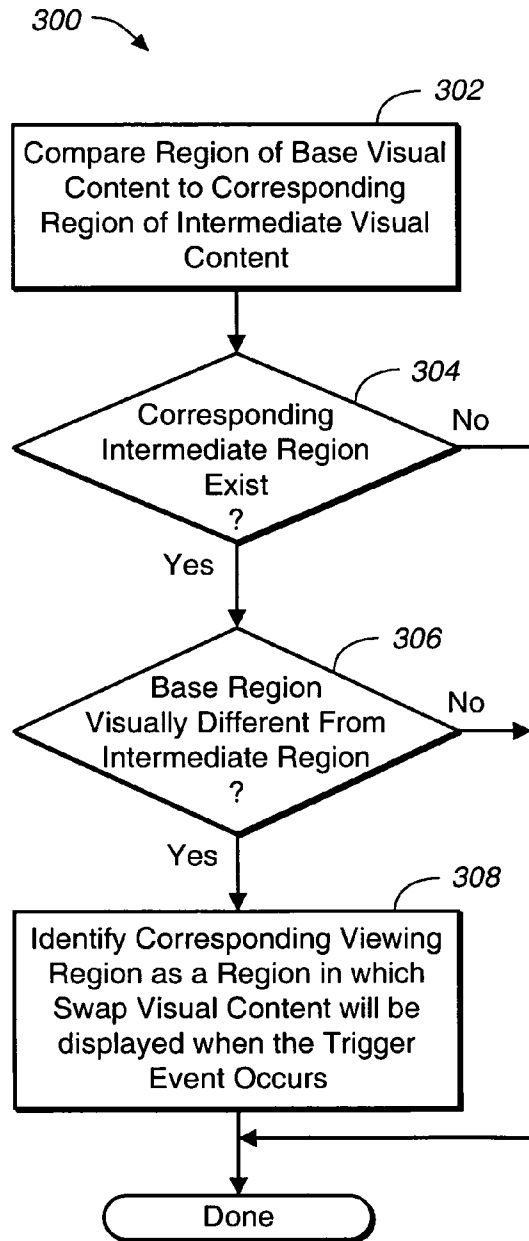 300
302
Compare Region of Base Visual
Content to Corresponding
Region of Intermediate Visual
Content
304
Corresponding
Intermediate Region
Exist
?
No
Yes
306
Base Region
Visually Different From
Intermediate Region
?
No
Yes
308
Identify Corresponding Viewing
Region as a Region in which
Swap Visual Content will be
displayed when the Trigger
Event Occurs
Done